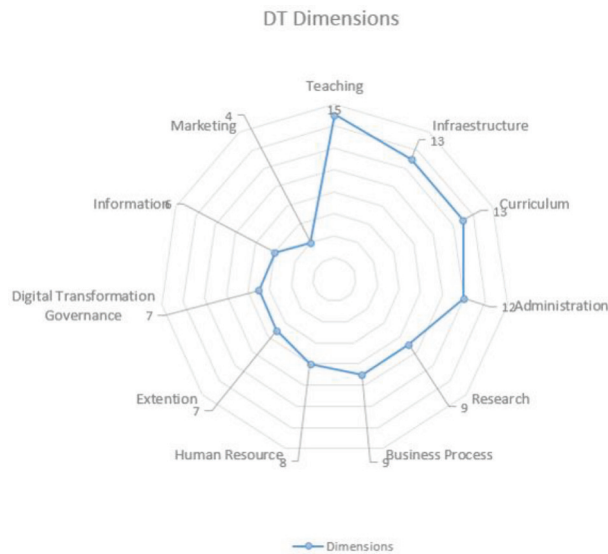 DT Dimensions
Teaching
15
Infraestructure
13
Curriculum
13
Administration
12
Research
9
Business Process
9
Human Resource
8
Extention
7
Digital Transformation
Governance
7
Information
6
Marketing
4
Dimensions